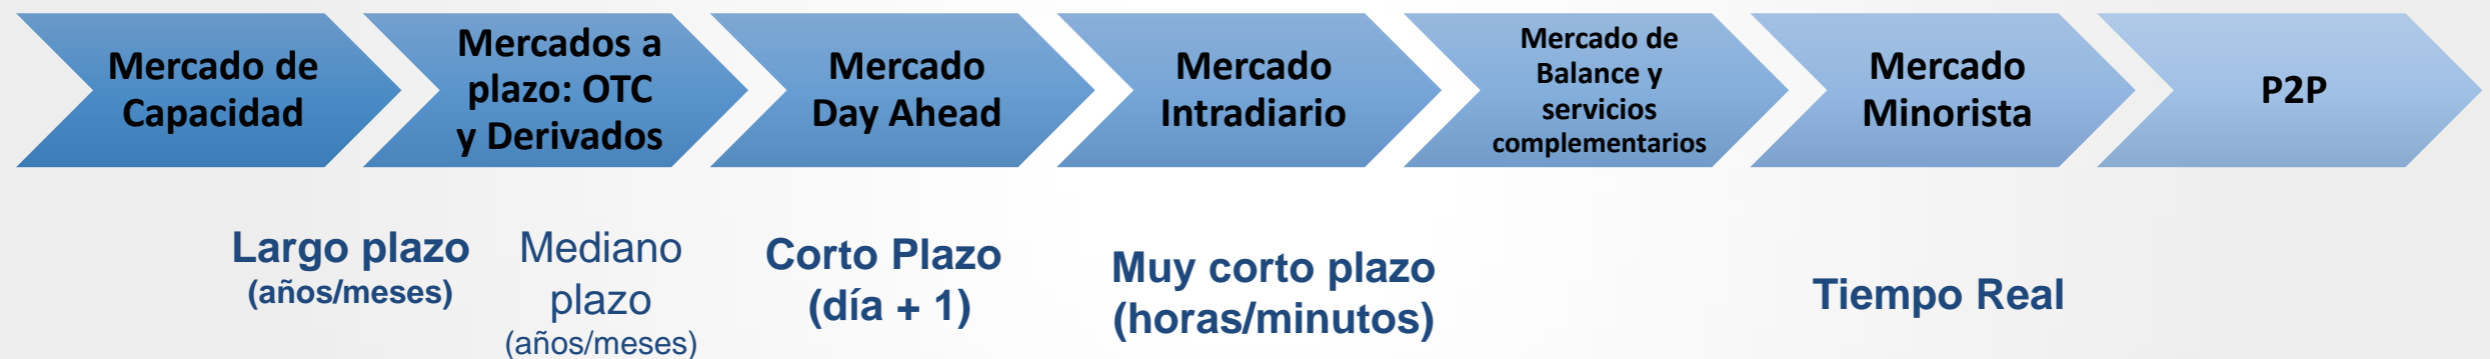 Mercado de
Capacidad
Mercados a
plazo: OTC
y Derivados
Mercado
Day Ahead
Mercado
Intradiario
Mercado de
Balance y
servicios
complementarios
Mercado
Minorista
P2P
Largo plazo
(años/meses)
Mediano
plazo
(años/meses)
Corto Plazo
(día + 1)
Muy corto plazo
(horas/minutos)
Tiempo Real